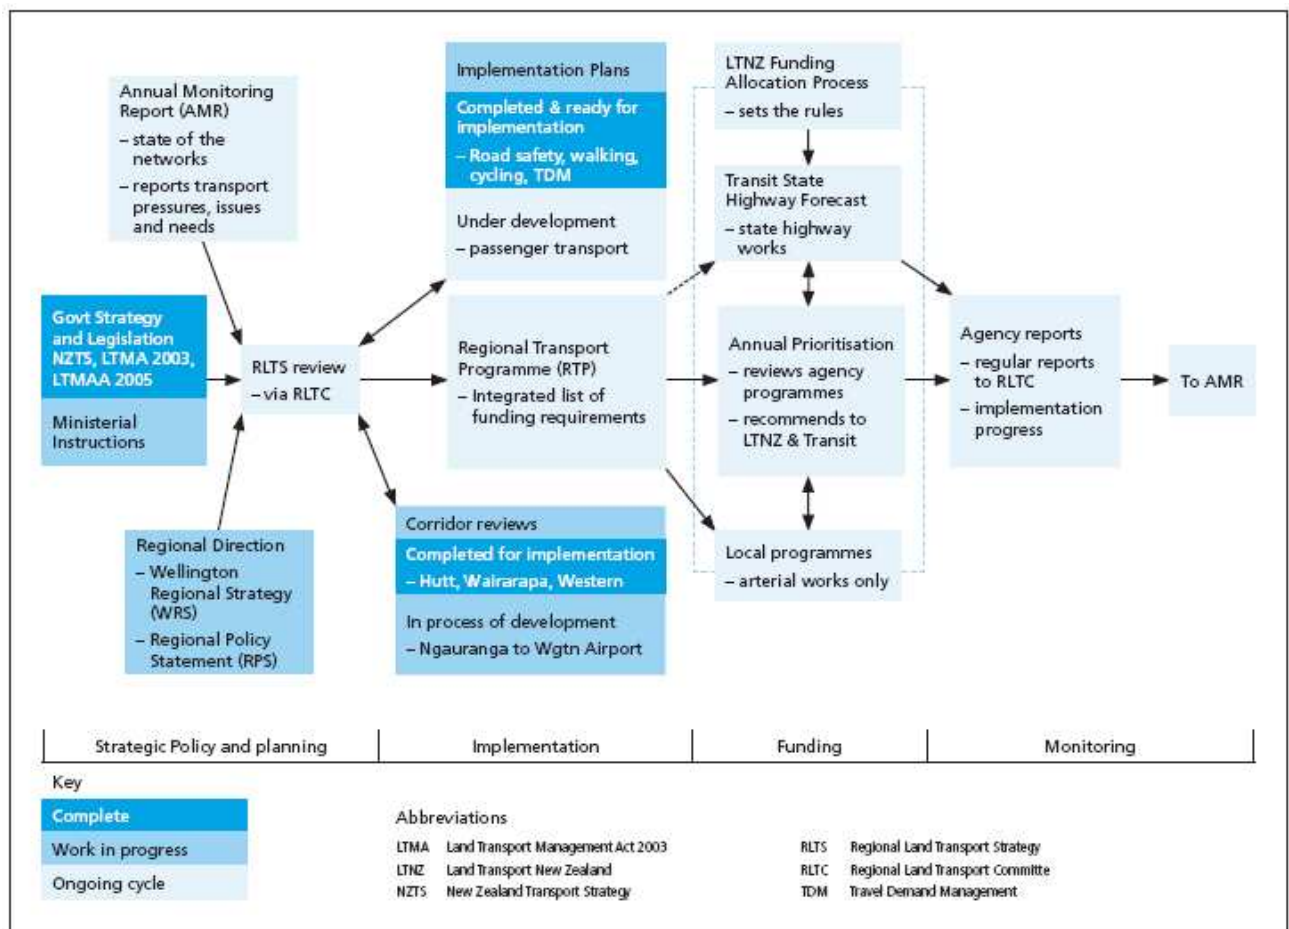 Annual Monitoring
Report (AMR)
– state of the
networks
– reports transport
pressures, issues
and needs
Govt Strategy
and Legislation
NZTS, LTMA 2003,
LTMAA 2005
Ministerial
Instructions
Regional Direction
– Wellington
Regional Strategy
(WRS)
– Regional Policy
Statement (RPS)
RLTS review
– via RLTC
Implementation Plans
Completed & ready for
implementation
– Road safety, walking,
cycling, TDM
Under development
– passenger transport
Regional Transport
Programme (RTP)
– Integrated list of
funding requirements
Corridor reviews
Completed for implementation
– Hutt, Wairarapa, Western
In process of development
– Ngauranga to Wgtn Airport
LTNZ Funding
Allocation Process
– sets the rules
Transit State
Highway Forecast
– state highway
works
Annual Prioritisation
– reviews agency
programmes
– recommends to
LTNZ & Transit
Local programmes
– arterial works only
Agency reports
– regular reports
to RLTC
– implementation
progress
To AMR
Strategic Policy and planning
Implementation
Funding
Monitoring
Key
Complete
Work in progress
Ongoing cycle
Abbreviations
LTMA Land Transport Management Act 2003
LTNZ Land Transport New Zealand
NZTS New Zealand Transport Strategy
RLTS Regional Land Transport Strategy
RLTC Regional Land Transport Committe
TDM Travel Demand Management